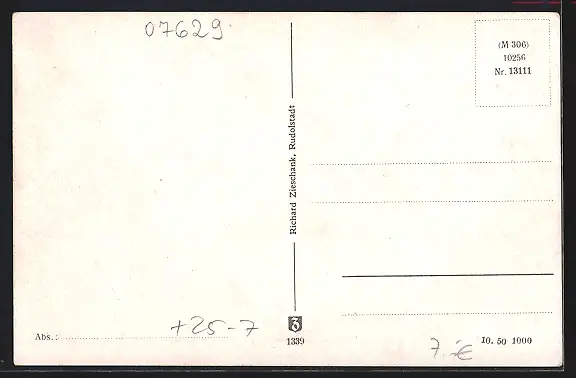 07629
(M 306)
10256
Nr. 13111
Richard Zieschank, Rudolstadt
Abs.:
+25-7
1339
7.-€
10. 50 1000